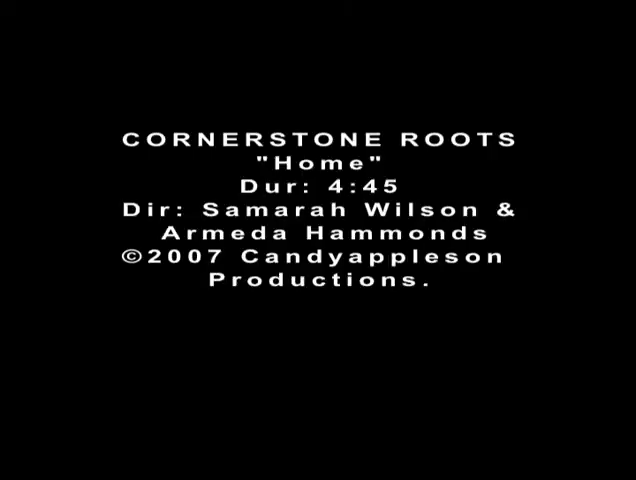 CORNERSTONE ROOTS
"Home"
Dur: 4:45
Dir: Samarah Wilson &
Armeda Hammonds
©2007 Candyappleson
Productions.